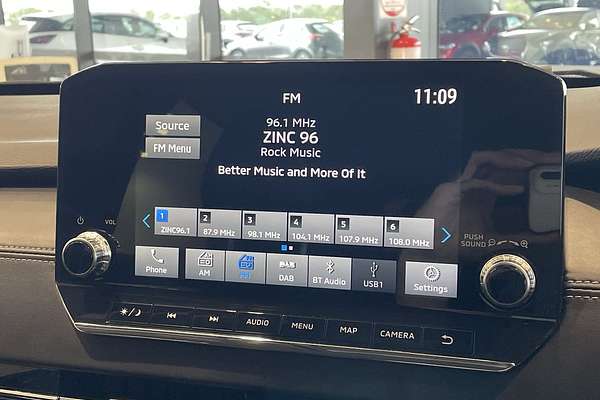 FM
11:09
96.1 MHz
ZINC 96
Rock Music
Better Music and More Of It
Source
FM Menu
1 2 3 4 5 6
ZINC96.1 87.9 MHz 98.1 MHz 104.1 MHz 107.9 MHz 108.0 MHz
Phone AM FM DAB BT Audio USB1 Settings
VOL
PUSH
SOUND
AUDIO MENU MAP CAMERA